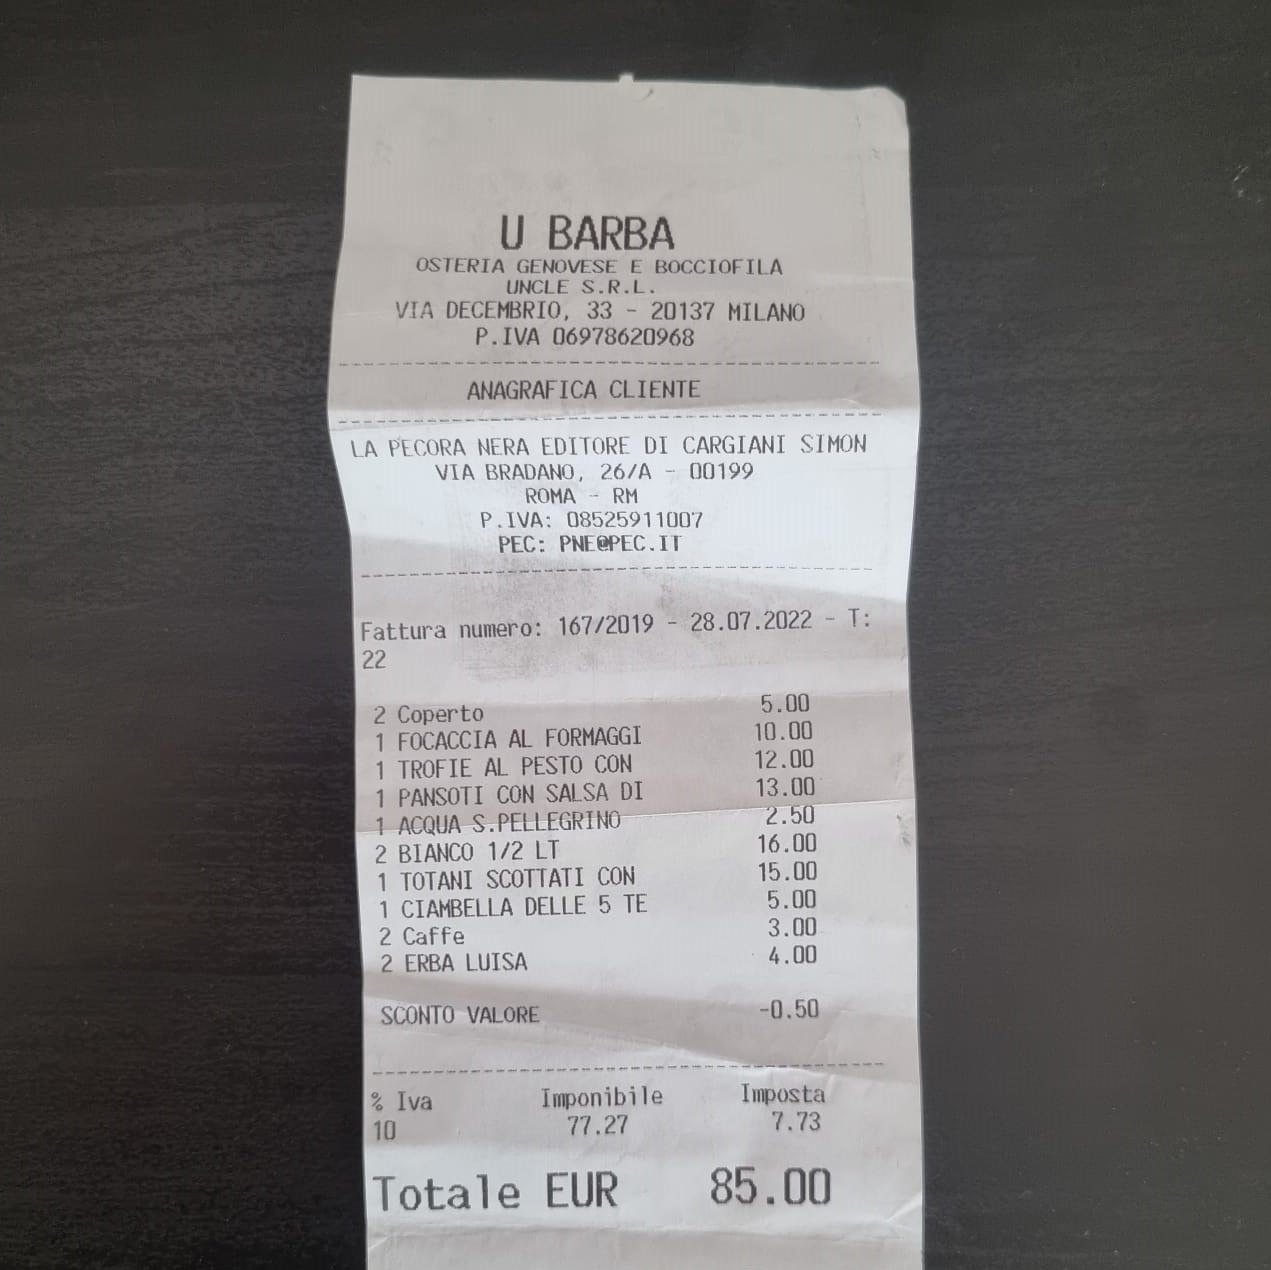 U BARBA
OSTERIA GENOVESE E BOCCIOFILA
UNCLE S.R.L.
VIA DECEMBRIO, 33 - 20137 MILANO
P.IVA 06978620968
ANAGRAFICA CLIENTE
LA PECORA NERA EDITORE DI CARGIANI SIMON
VIA BRADANO, 26/A - 00199
ROMA - RM
P.IVA: 08525911007
PEC: PNE@PEC.IT
Fattura numero: 167/2019 - 28.07.2022 - T:
22
2 Coperto 5.00
1 FOCACCIA AL FORMAGGI 10.00
1 TROFIE AL PESTO CON 12.00
1 PANSOTI CON SALSA DI 13.00
1 ACQUA S.PELLEGRINO 2.50
2 BIANCO 1/2 LT 16.00
1 TOTANI SCOTTATI CON 15.00
1 CIAMBELLA DELLE 5 TE 5.00
2 Caffe 3.00
2 ERBA LUISA 4.00
SCONTO VALORE -0.50
% Iva Imponibile Imposta
10 77.27 7.73
Totale EUR 85.00